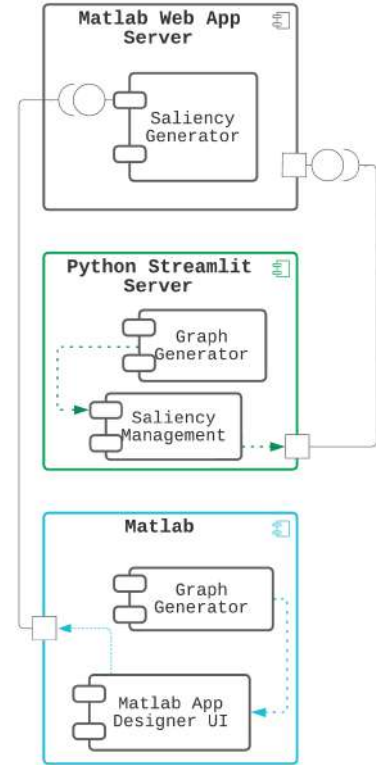 Matlab Web App
Server
Saliency
Generator
Python Streamlit
Server
Graph
Generator
Saliency
Management
Matlab
Graph
Generator
Matlab App
Designer UI